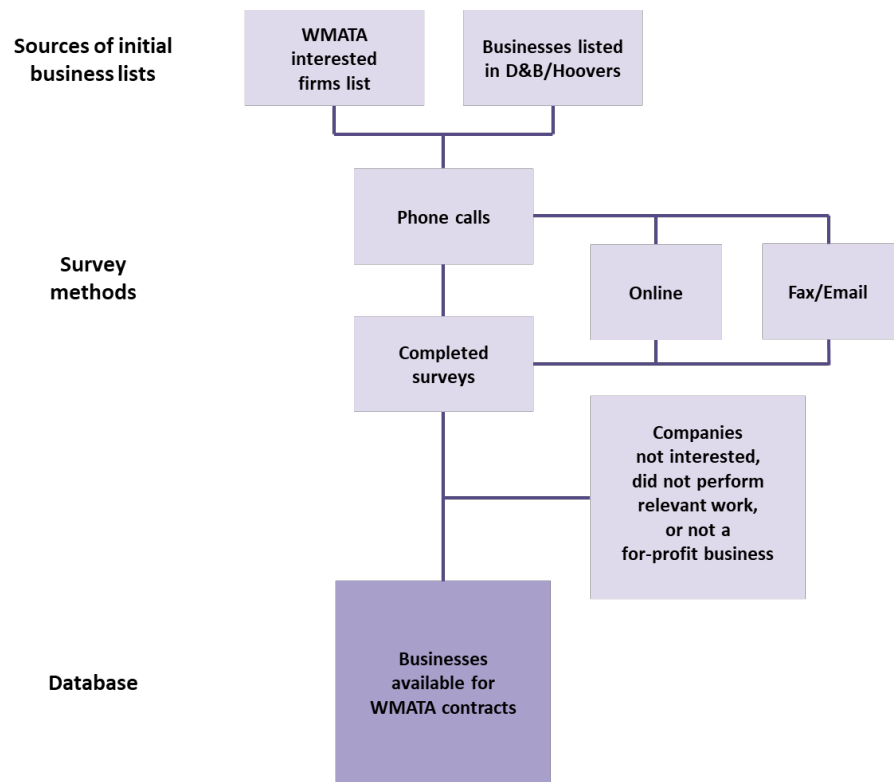 Sources of initial
business lists
WMATA
interested
firms list
Businesses listed
in D&B/Hoovers
Phone calls
Survey
methods
Online
Fax/Email
Completed
surveys
Companies
not interested,
did not perform
relevant work,
or not a
for-profit business
Database
Businesses
available for
WMATA contracts